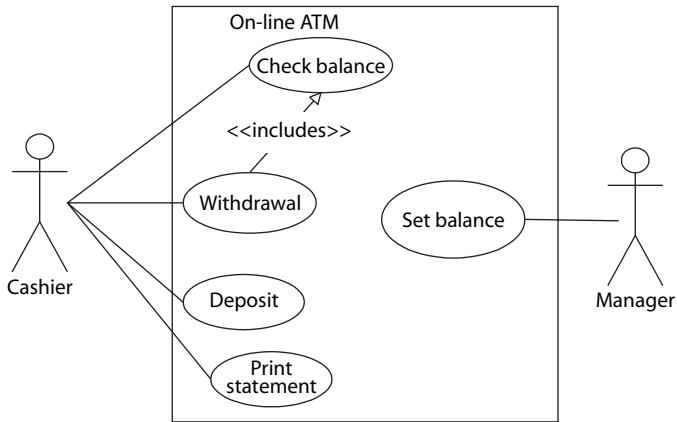 On-line ATM
Check balance
<<includes>>
Withdrawal
Set balance
Cashier
Manager
Deposit
Print
statement